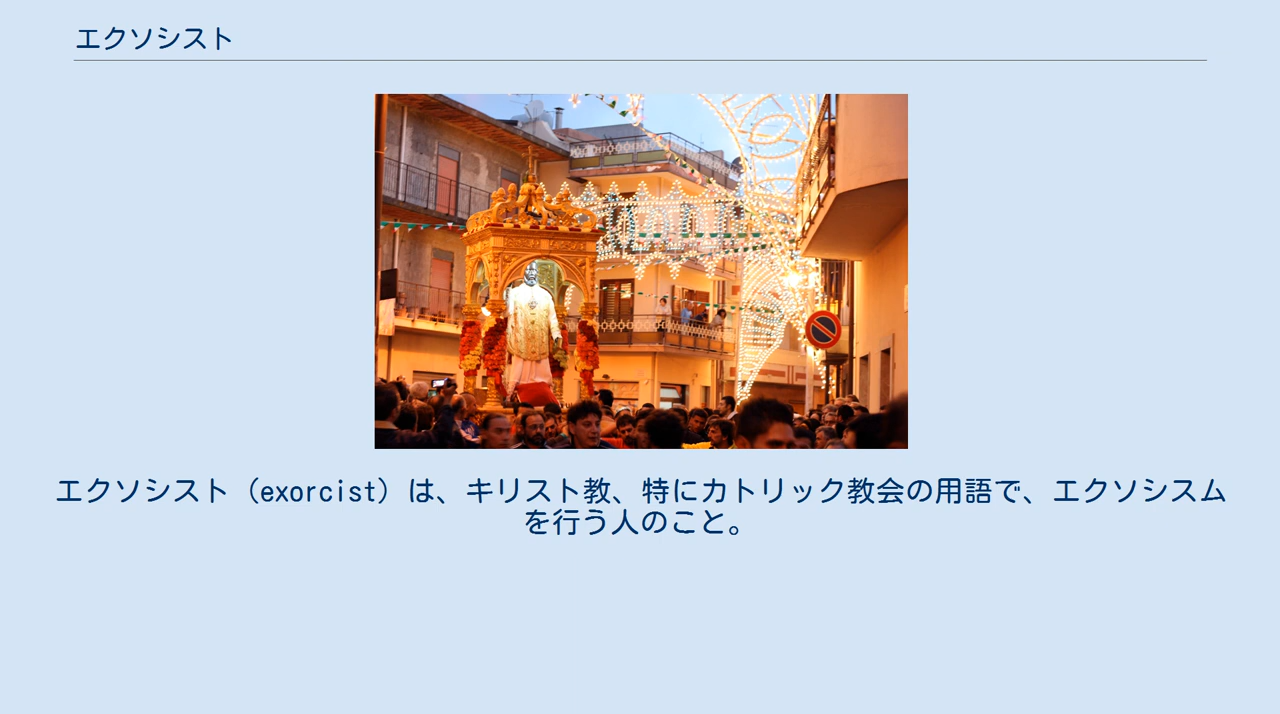 エクソシスト
エクソシスト（exorcist）は、キリスト教、特にカトリック教会の用語で、エクソシスム
を行う人のこと。